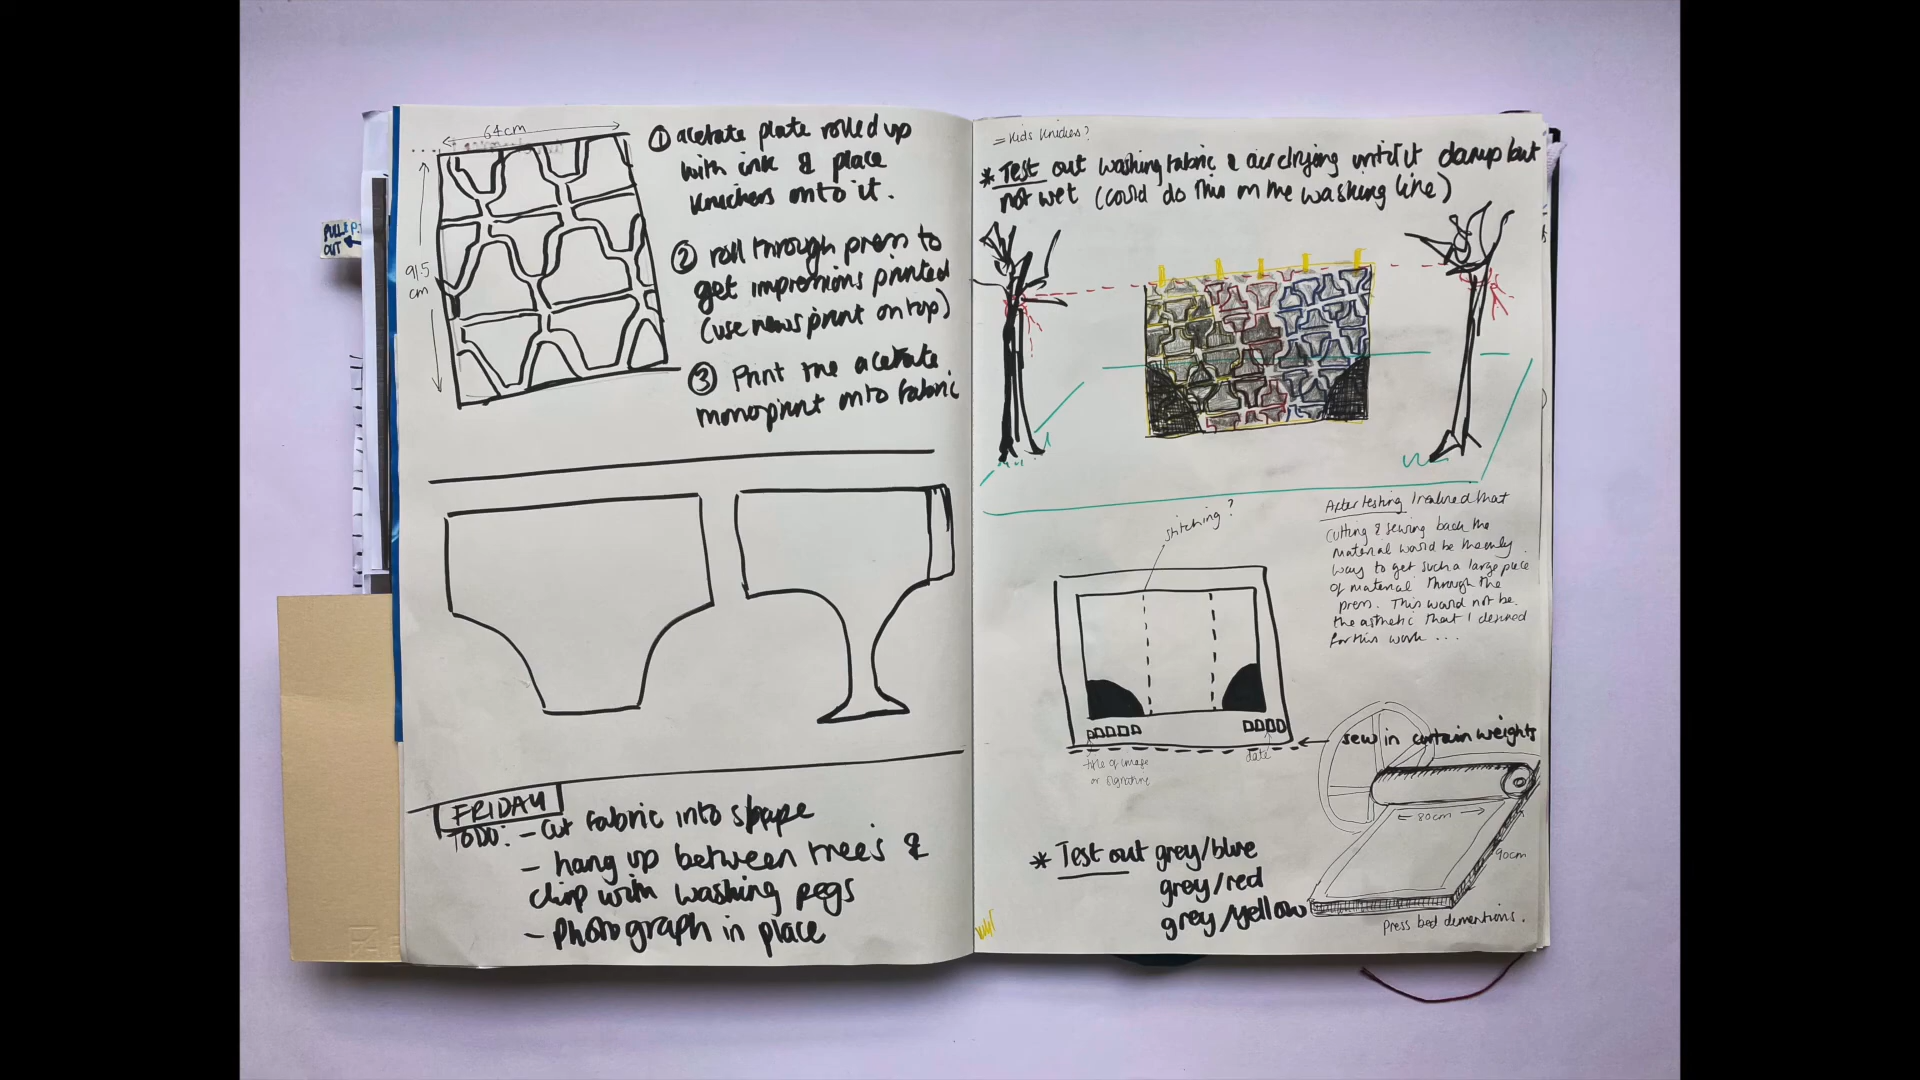 PULL
OUT
64cm
91.5
cm
① acetate plate rolled up
with ink & place
knickers onto it.
② roll through press to
get impressions printed
(use newsprint on top)
③ Print the acetate
monoprint onto fabric
FRIDAY
TODO: - Cut fabric into shape
- hang up between trees &
with washing pegs
- Photograph in place
= Kids Knickers?
* Test out washing fabric & air drying until it damp but
not wet (could do this on the washing line)
After testing I realised that
cutting & sewing back the
material would be the only
way to get such a large piece
of material through the
press. This would not be
the asthetic that I desired
for this work ...
stitching?
sew in curtain weights
title of image
or signature
date
80cm
90cm
Press bed dimentions.
* Test out grey/blue
grey/red
grey/yellow